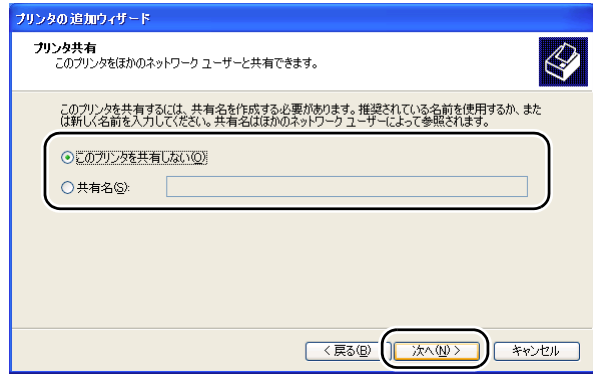 プリンタの追加ウィザード
プリンタ共有
このプリンタをほかのネットワーク ユーザーと共有できます。
このプリンタを共有するには、共有名を作成する必要があります。推奨されている名前を使用するか、また
は新しく名前を入力してください。共有名はほかのネットワーク ユーザーによって参照されます。
このプリンタを共有しない(O)
共有名(S):
< 戻る(B) 次へ(N) > キャンセル